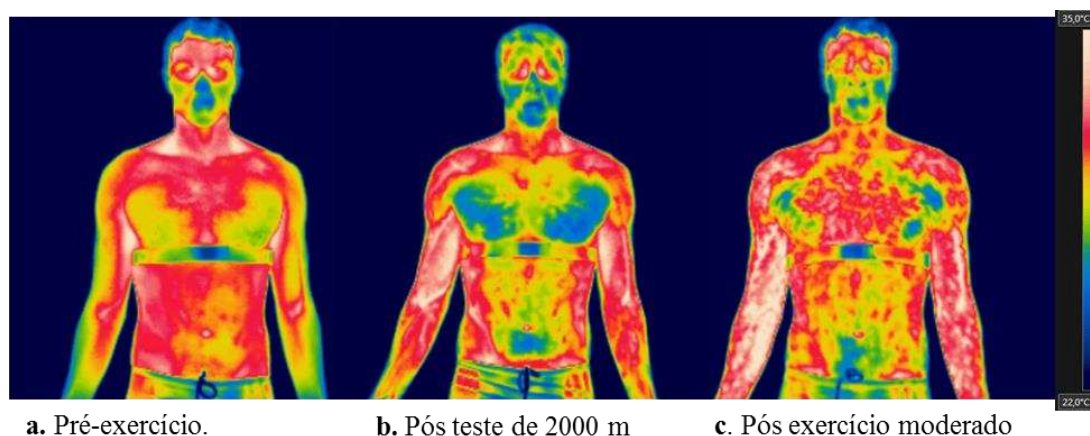 35,0°C
22,0°C
a. Pré-exercício.
b. Pós teste de 2000 m
c. Pós exercício moderado